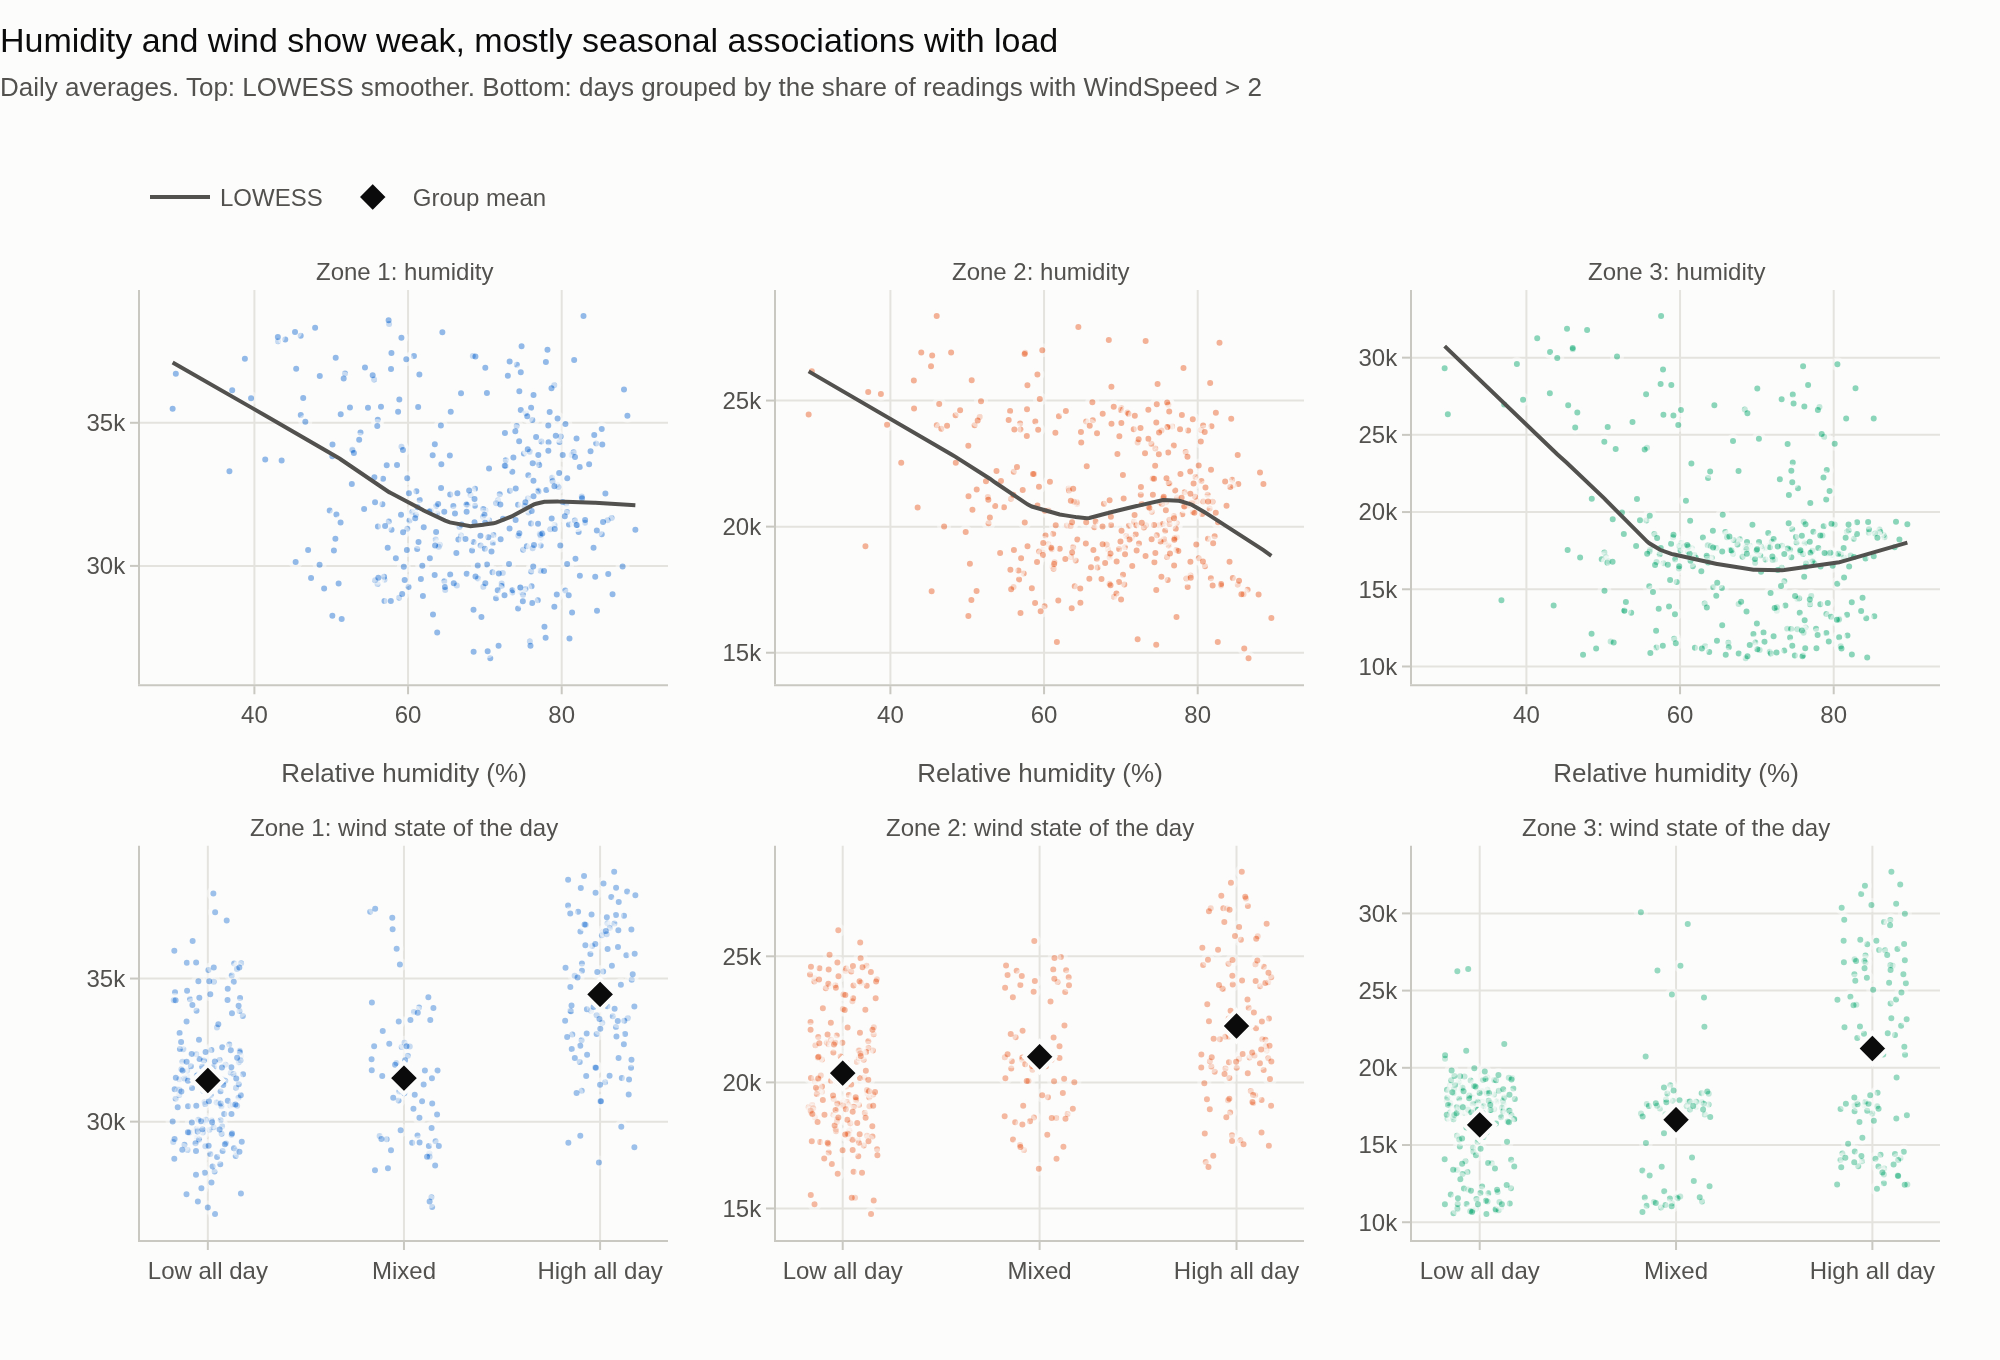 Humidity and wind show weak, mostly seasonal associations with load
Daily averages. Top: LOWESS smoother. Bottom: days grouped by the share of readings with WindSpeed > 2
LOWESS
Group mean
Zone 1: humidity
Zone 2: humidity
Zone 3: humidity
35k
30k
25k
20k
15k
30k
25k
20k
15k
10k
40 60 80
40 60 80
40 60 80
Relative humidity (%)
Relative humidity (%)
Relative humidity (%)
Zone 1: wind state of the day
Zone 2: wind state of the day
Zone 3: wind state of the day
35k
30k
25k
20k
15k
30k
25k
20k
15k
10k
Low all day Mixed High all day
Low all day Mixed High all day
Low all day Mixed High all day